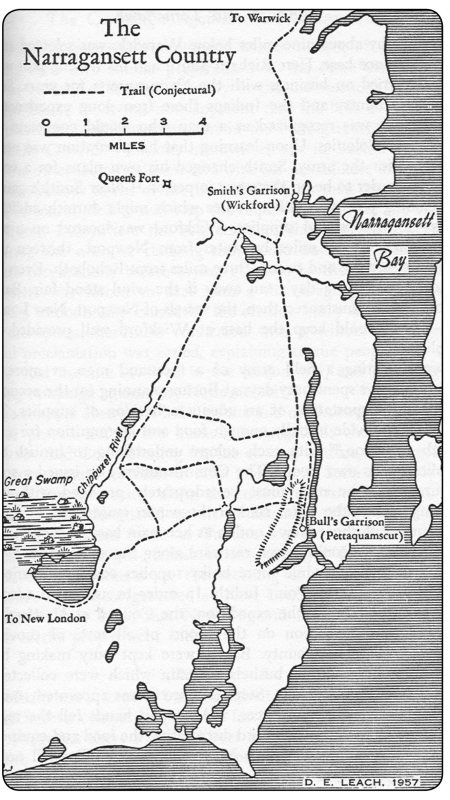 The
Narragansett Country
Trail (Conjectural)
0 1 2 3 4
MILES
To Warwick
Queen's Fort
Smith's Garrison
(Wickford)
Narragansett
Bay
Chippuxet River
Great Swamp
Bull's Garrison
(Pettaquamscut)
To New London
D. E. LEACH, 1957